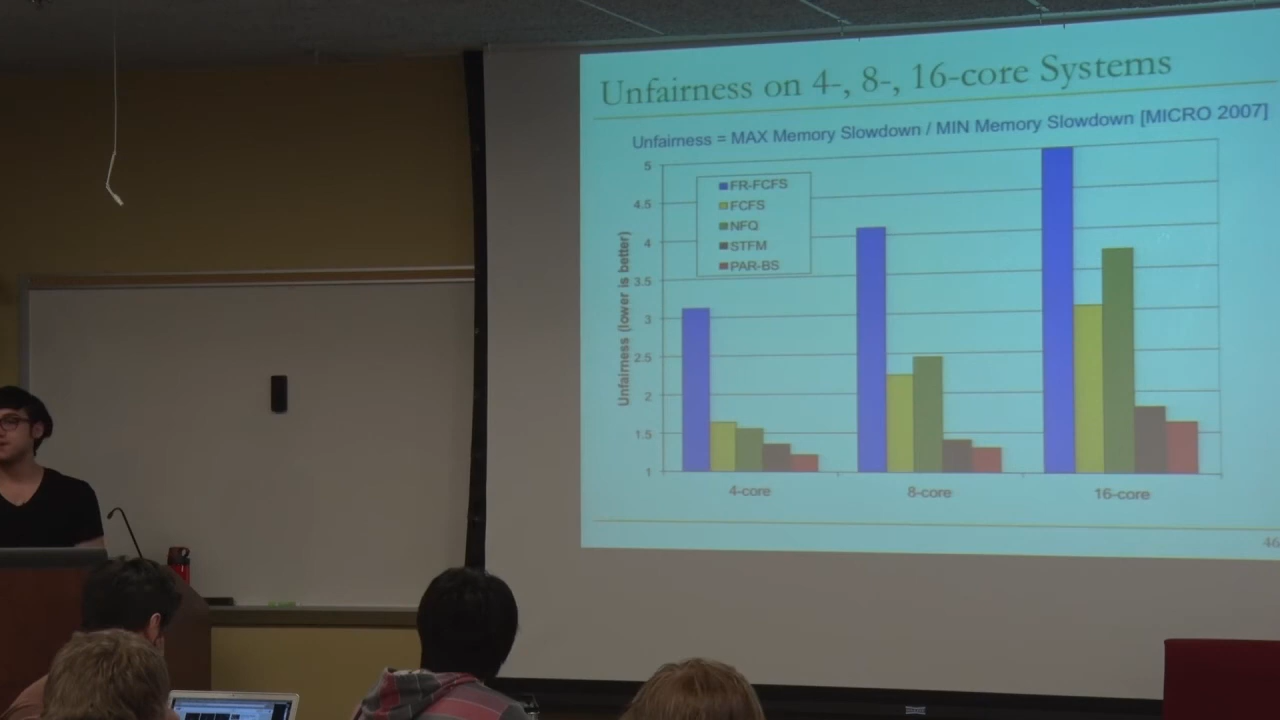 Unfairness on 4-, 8-, 16-core Systems
Unfairness = MAX Memory Slowdown / MIN Memory Slowdown [MICRO 2007]
Unfairness (lower is better)
5
4.5
4
3.5
3
2.5
2
1.5
1
FR-FCFS
FCFS
NFQ
STFM
PAR-BS
4-core
8-core
16-core
46